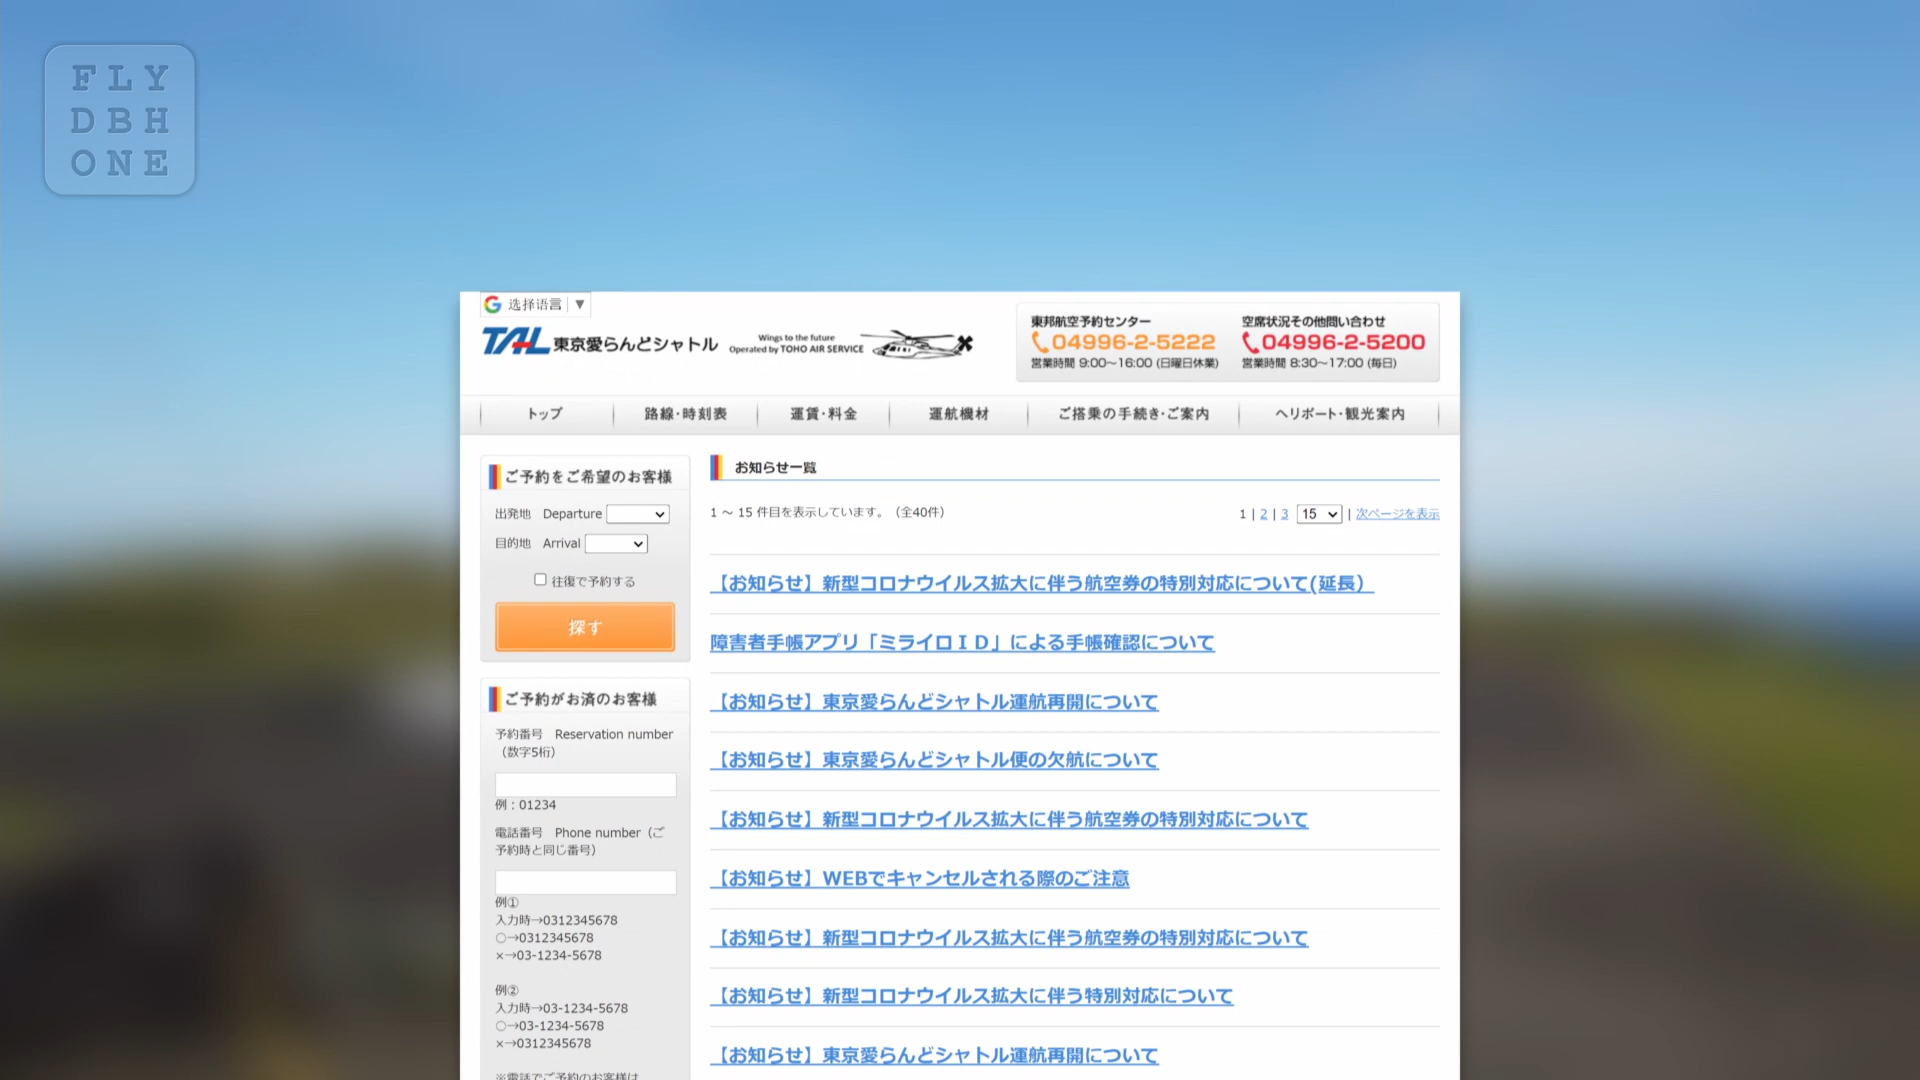 FLY
DBH
ONE
选择语言 ▼
TAL 東京愛らんどシャトル
Wings to the future
Operated by TOHO AIR SERVICE
東邦航空予約センター
04996-2-5222
営業時間 9:00～16:00 (日曜日休業)
空席状況その他問い合わせ
04996-2-5200
営業時間 8:30～17:00 (毎日)
トップ
路線・時刻表
運賃・料金
運航機材
ご搭乗の手続き・ご案内
ヘリポート・観光案内
ご予約をご希望のお客様
出発地 Departure
目的地 Arrival
往復で予約する
探す
ご予約がお済のお客様
予約番号 Reservation number
（数字5桁）
例：01234
電話番号 Phone number（ご
予約時と同じ番号）
例①
入力時→0312345678
○→0312345678
×→03-1234-5678
例②
入力時→03-1234-5678
○→03-1234-5678
×→0312345678
※電話でご予約のお客様は
お知らせ一覧
1 ～ 15 件目を表示しています。（全40件）
1 | 2 | 3 15 | 次ページを表示
【お知らせ】新型コロナウイルス拡大に伴う航空券の特別対応について(延長）
障害者手帳アプリ「ミライロＩＤ」による手帳確認について
【お知らせ】東京愛らんどシャトル運航再開について
【お知らせ】東京愛らんどシャトル便の欠航について
【お知らせ】新型コロナウイルス拡大に伴う航空券の特別対応について
【お知らせ】WEBでキャンセルされる際のご注意
【お知らせ】新型コロナウイルス拡大に伴う航空券の特別対応について
【お知らせ】新型コロナウイルス拡大に伴う特別対応について
【お知らせ】東京愛らんどシャトル運航再開について